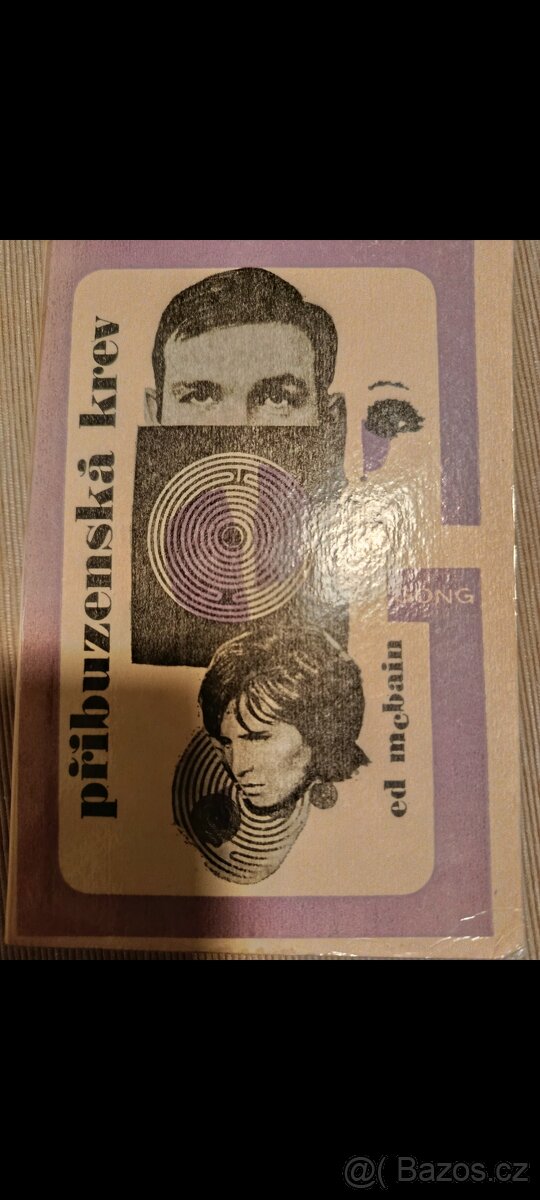 příbuzenská krev
ed mcbain
@( Bazos.cz